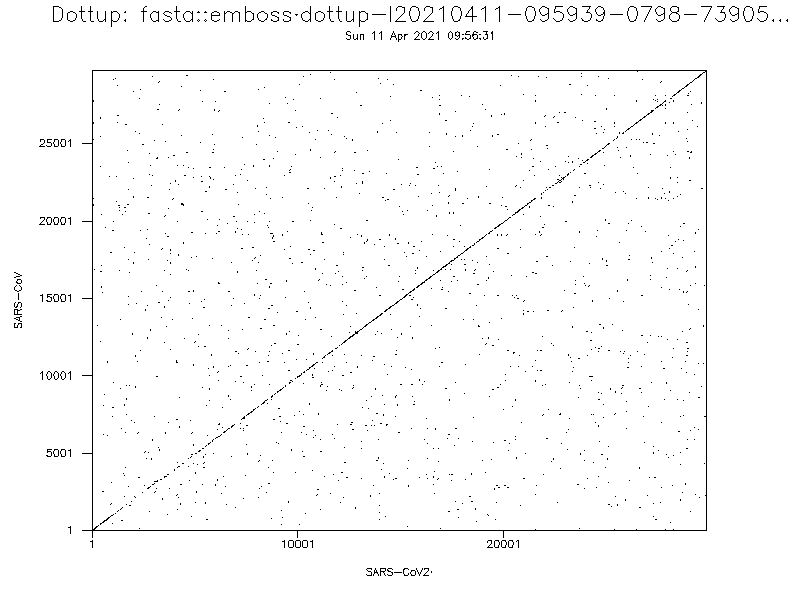 Dottup: fasta::emboss-dottup-I20210411-095939-0798-73905...
Sun 11 Apr 2021 09:56:31
25001
20001
15001
10001
5001
1
SARS-CoV
1 10001 20001
SARS-CoV2